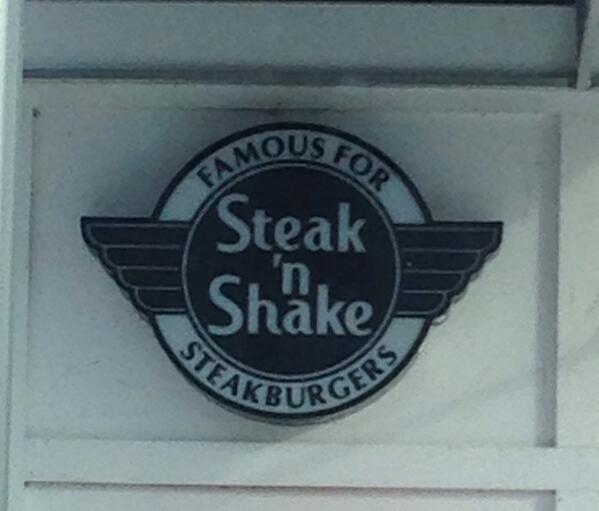 FAMOUS FOR
Steak
'n
Shake
STEAKBURGERS